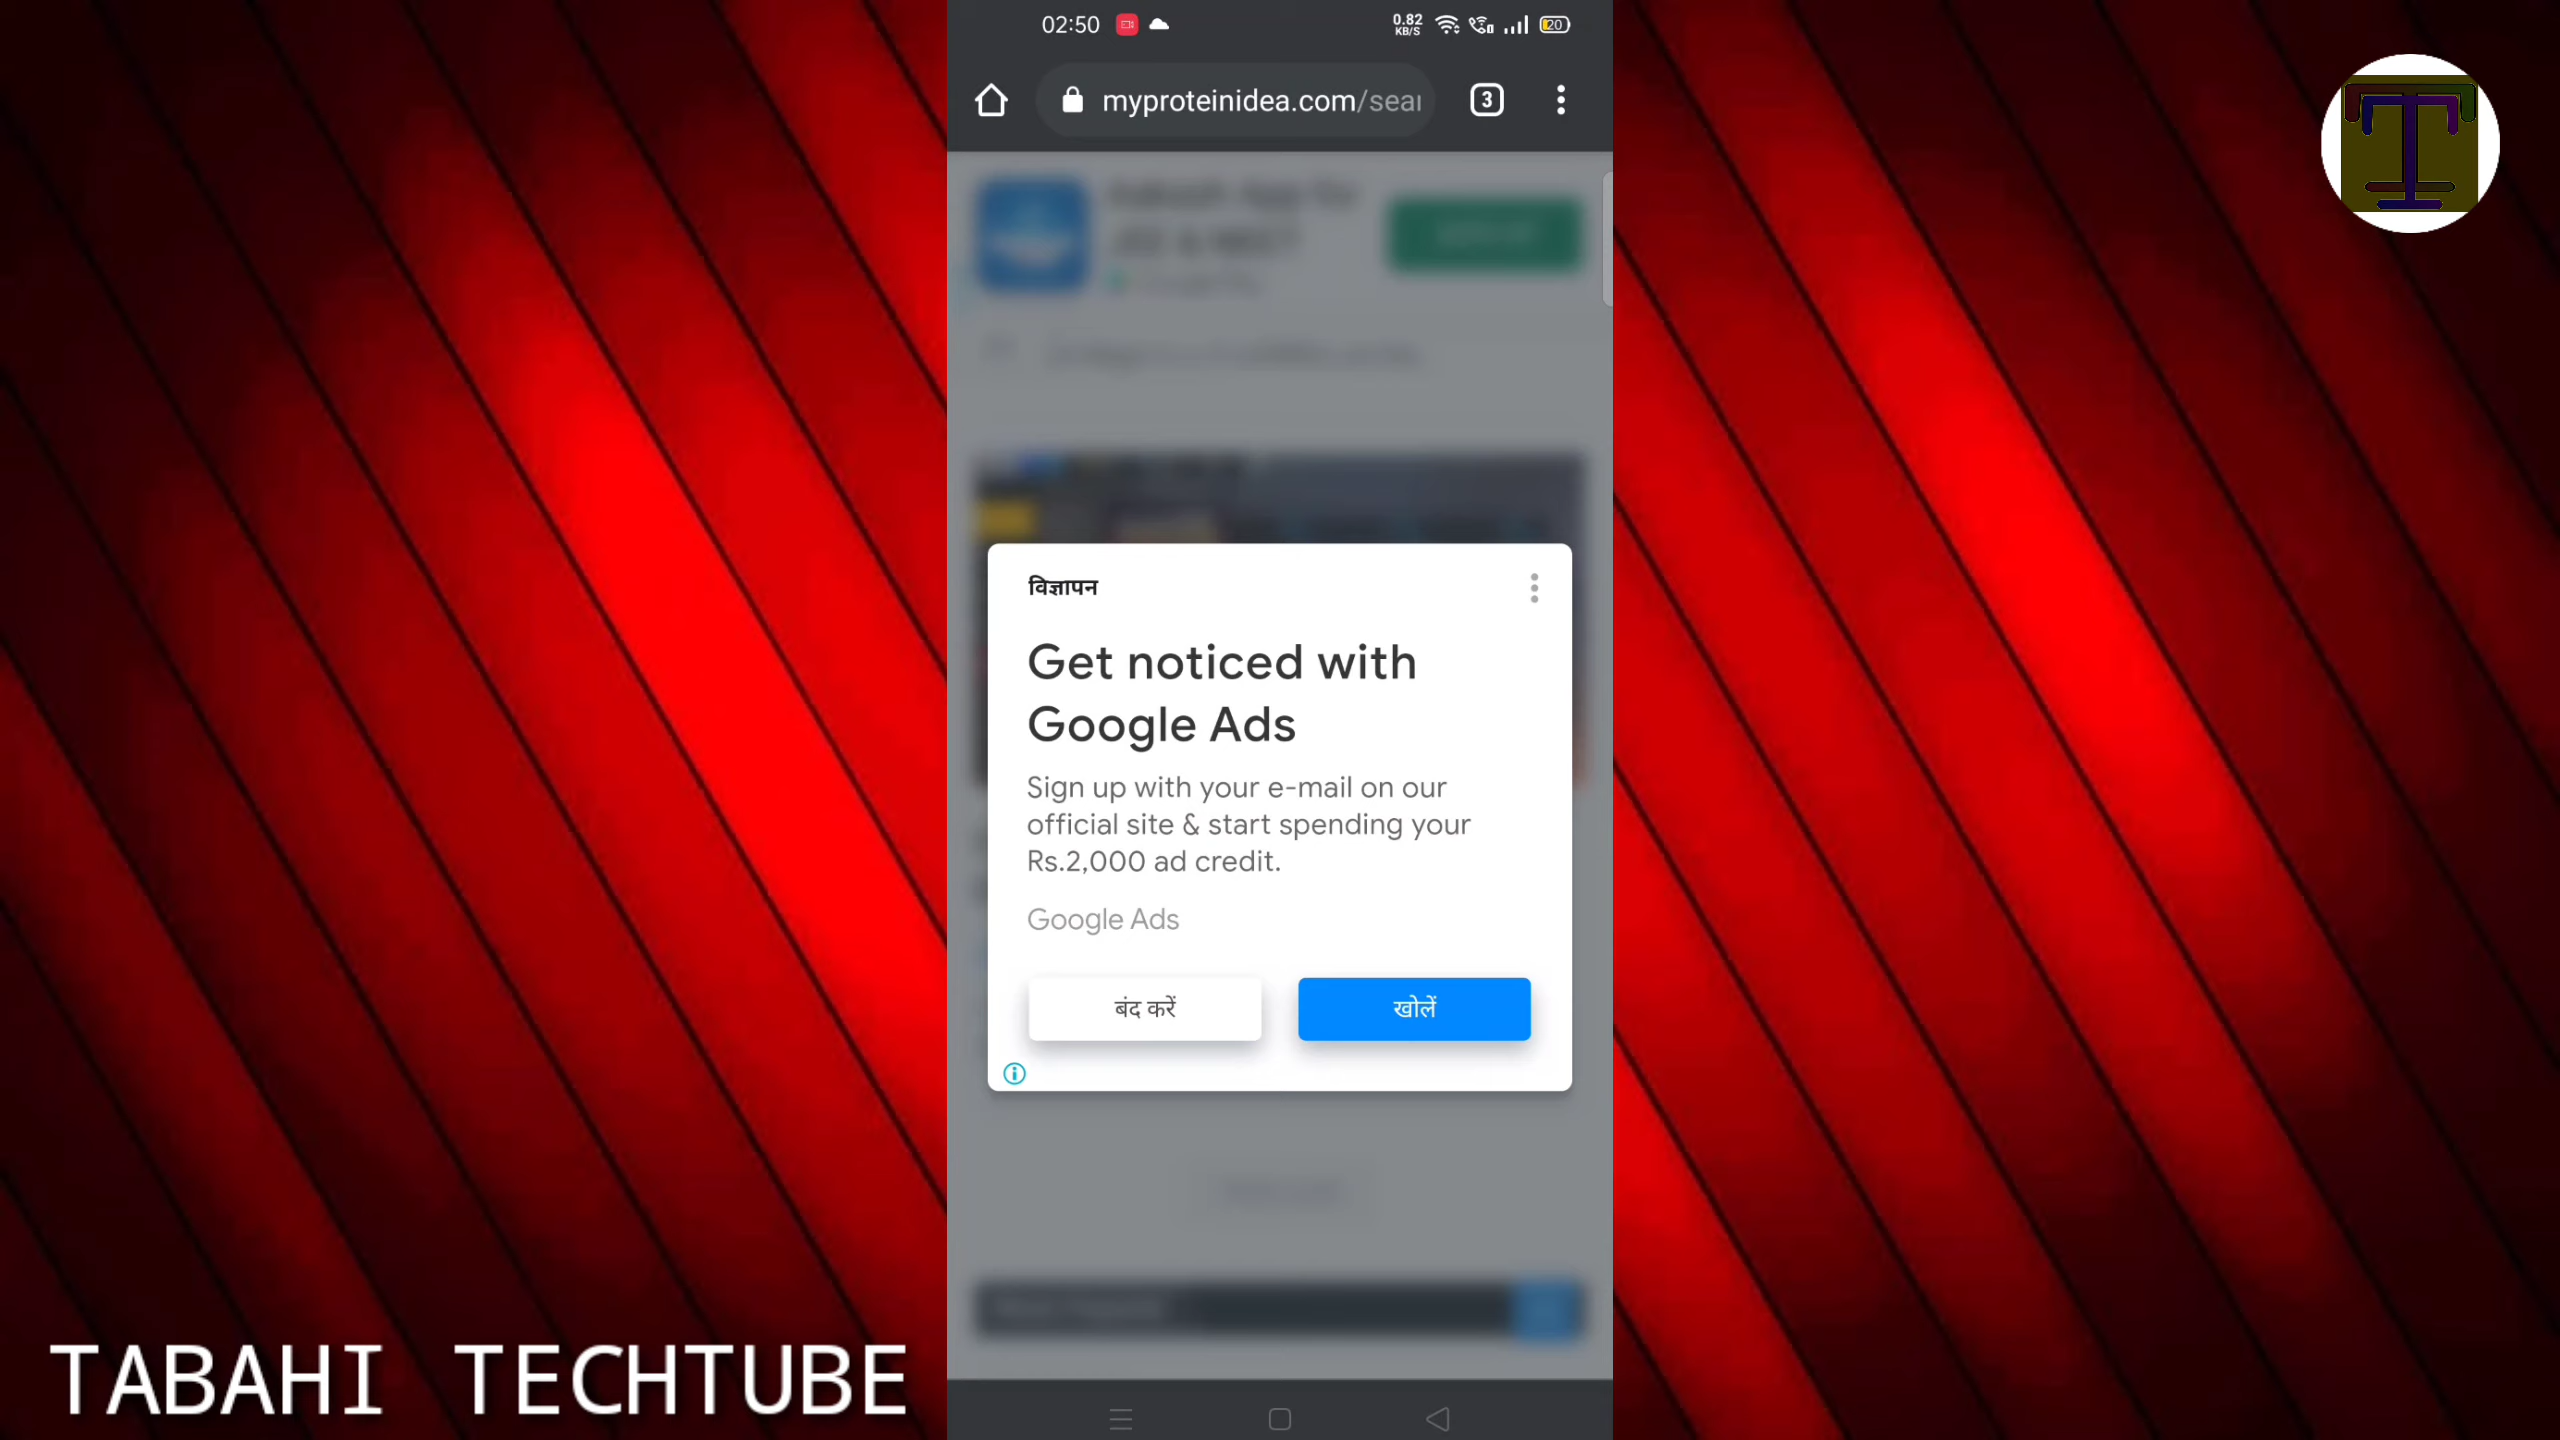 02:50
0.82
KB/S
20
myproteinidea.com/sear
3
विज्ञापन
Get noticed with
Google Ads
Sign up with your e-mail on our
official site & start spending your
Rs.2,000 ad credit.
Google Ads
बंद करें
खोलें
TABAHI TECHTUBE